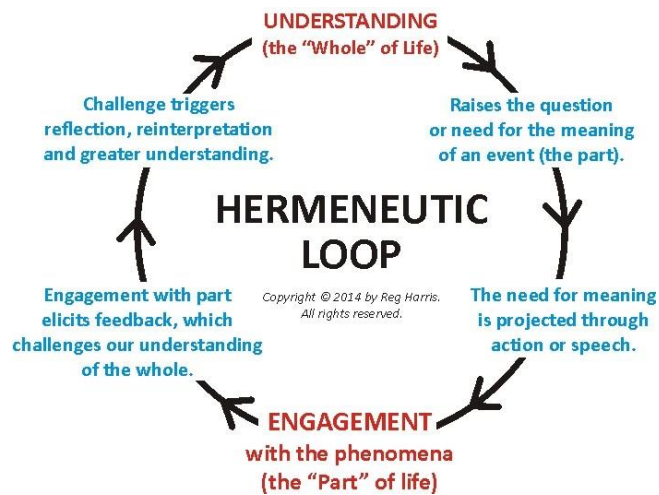 UNDERSTANDING
(the “Whole” of Life)
Raises the question
or need for the meaning
of an event (the part).
The need for meaning
is projected through
action or speech.
ENGAGEMENT
with the phenomena
(the “Part” of life)
Engagement with part
elicits feedback, which
challenges our understanding
of the whole.
Challenge triggers
reflection, reinterpretation
and greater understanding.
HERMENEUTIC
LOOP
Copyright © 2014 by Reg Harris.
All rights reserved.